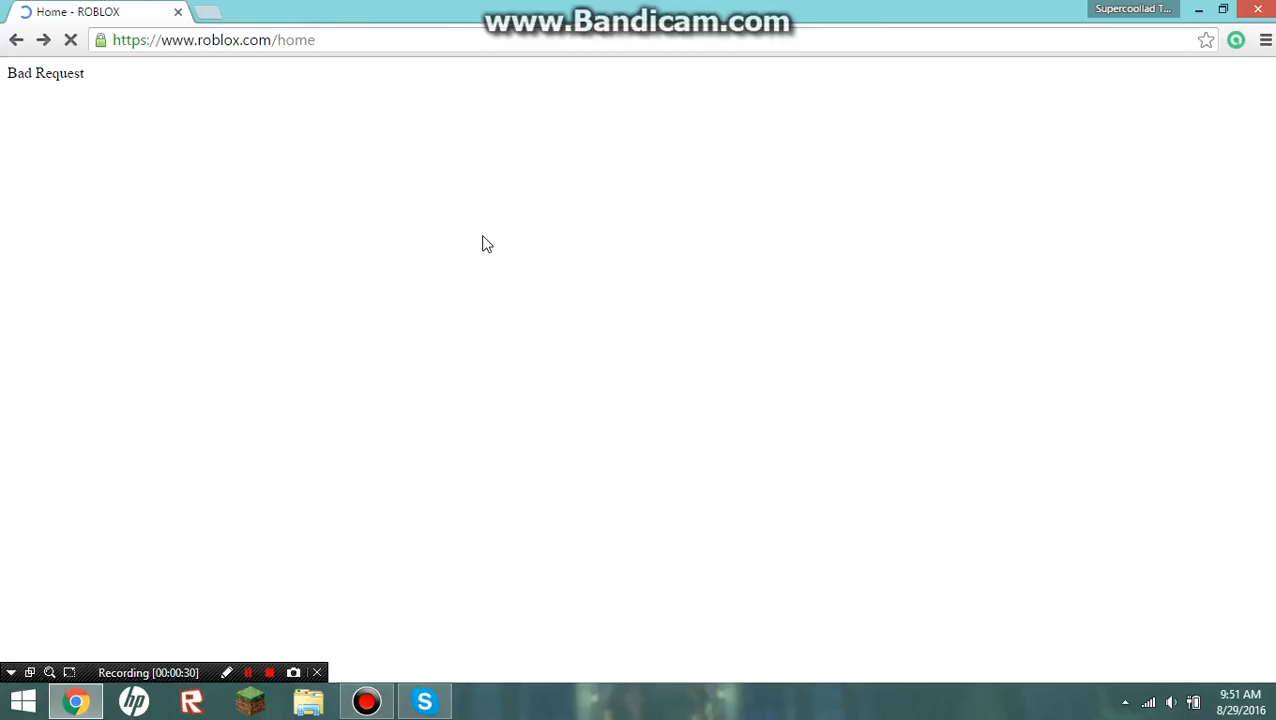 Home - ROBLOX
www.Bandicam.com
Supercoollad T...
https://www.roblox.com/home
Bad Request
Recording [00:00:30]
9:51 AM
8/29/2016